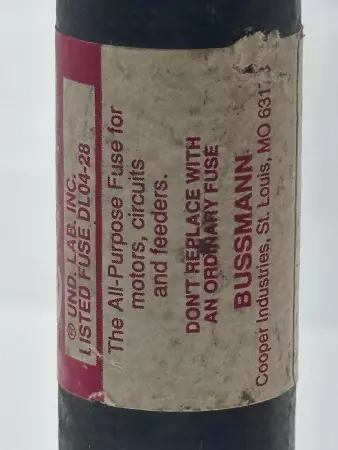 ® UND. LAB. INC.
LISTED FUSE DL04-28
The All-Purpose Fuse for
motors, circuits
and feeders.
DON'T REPLACE WITH
AN ORDINARY FUSE
BUSSMANN
Cooper Industries, St. Louis, MO